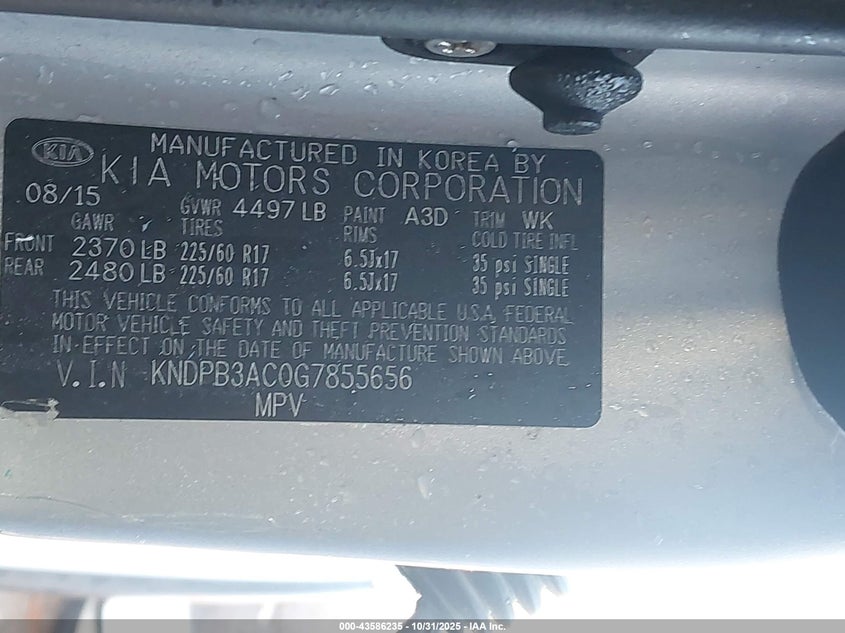 KIA
MANUFACTURED IN KOREA BY
KIA MOTORS CORPORATION
08/15 GVWR 4497 LB PAINT A3D TRIM WK
GAWR TIRES RIMS COLD TIRE INFL
FRONT 2370 LB 225/60 R17 6.5Jx17 35 psi SINGLE
REAR 2480 LB 225/60 R17 6.5Jx17 35 psi SINGLE
THIS VEHICLE CONFORMS TO ALL APPLICABLE U.S.A. FEDERAL
MOTOR VEHICLE SAFETY AND THEFT PREVENTION STANDARDS
IN EFFECT ON THE DATE OF MANUFACTURE SHOWN ABOVE.
V.I.N KNDPB3AC0G7855656
MPV
000-43586235 - 10/31/2025 - IAA Inc.